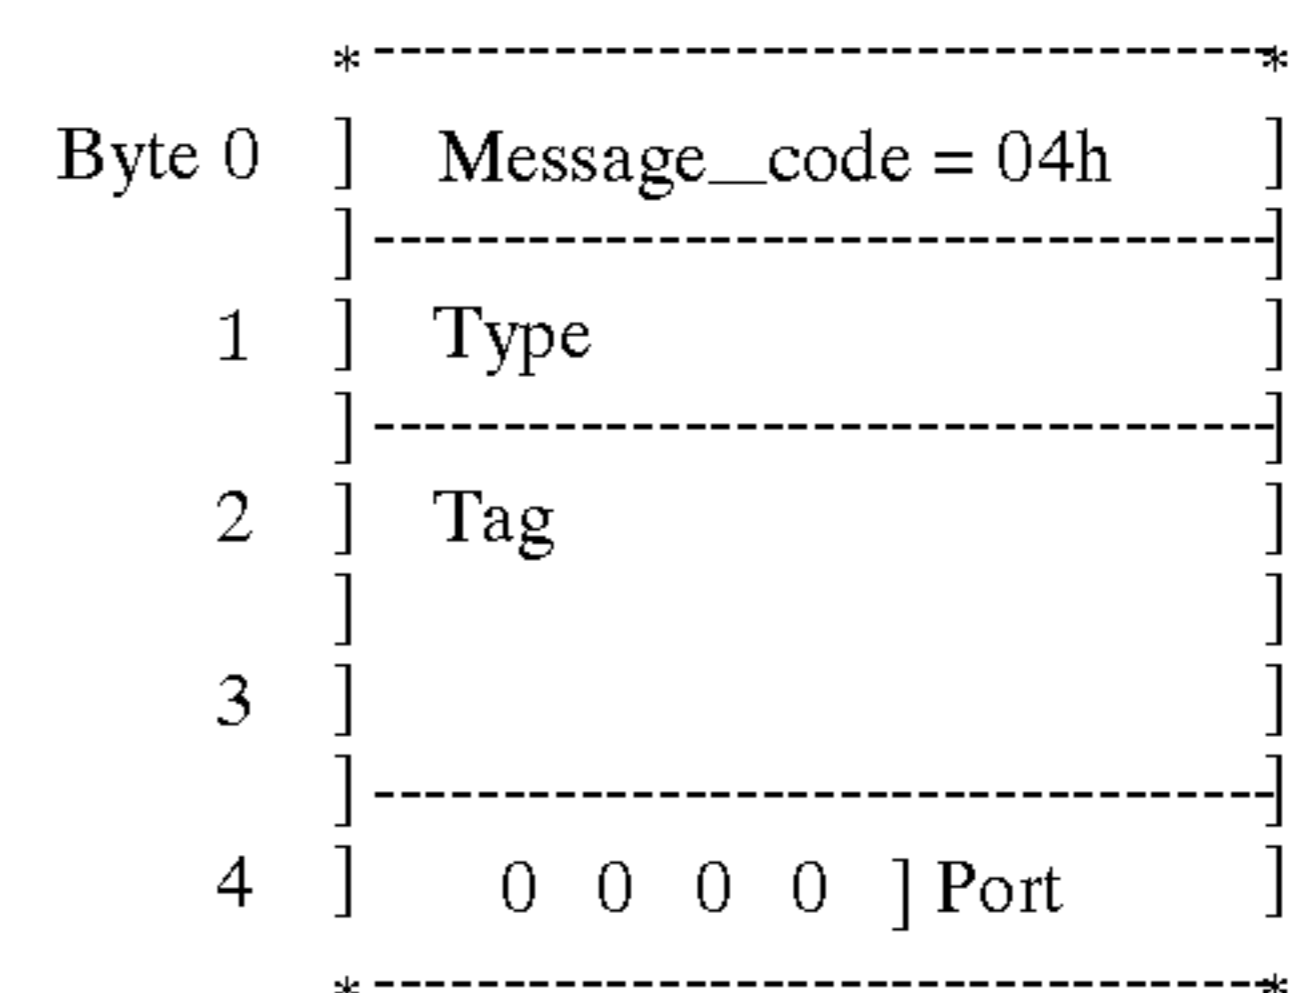 *----------------------------------------------*
Byte 0 ] Message_code = 04h ]
]----------------------------------------------]
1 ] Type ]
]----------------------------------------------]
2 ] Tag ]
] ]
3 ] ]
]----------------------------------------------]
4 ] 0 0 0 0 ] Port ]
*----------------------------------------------*